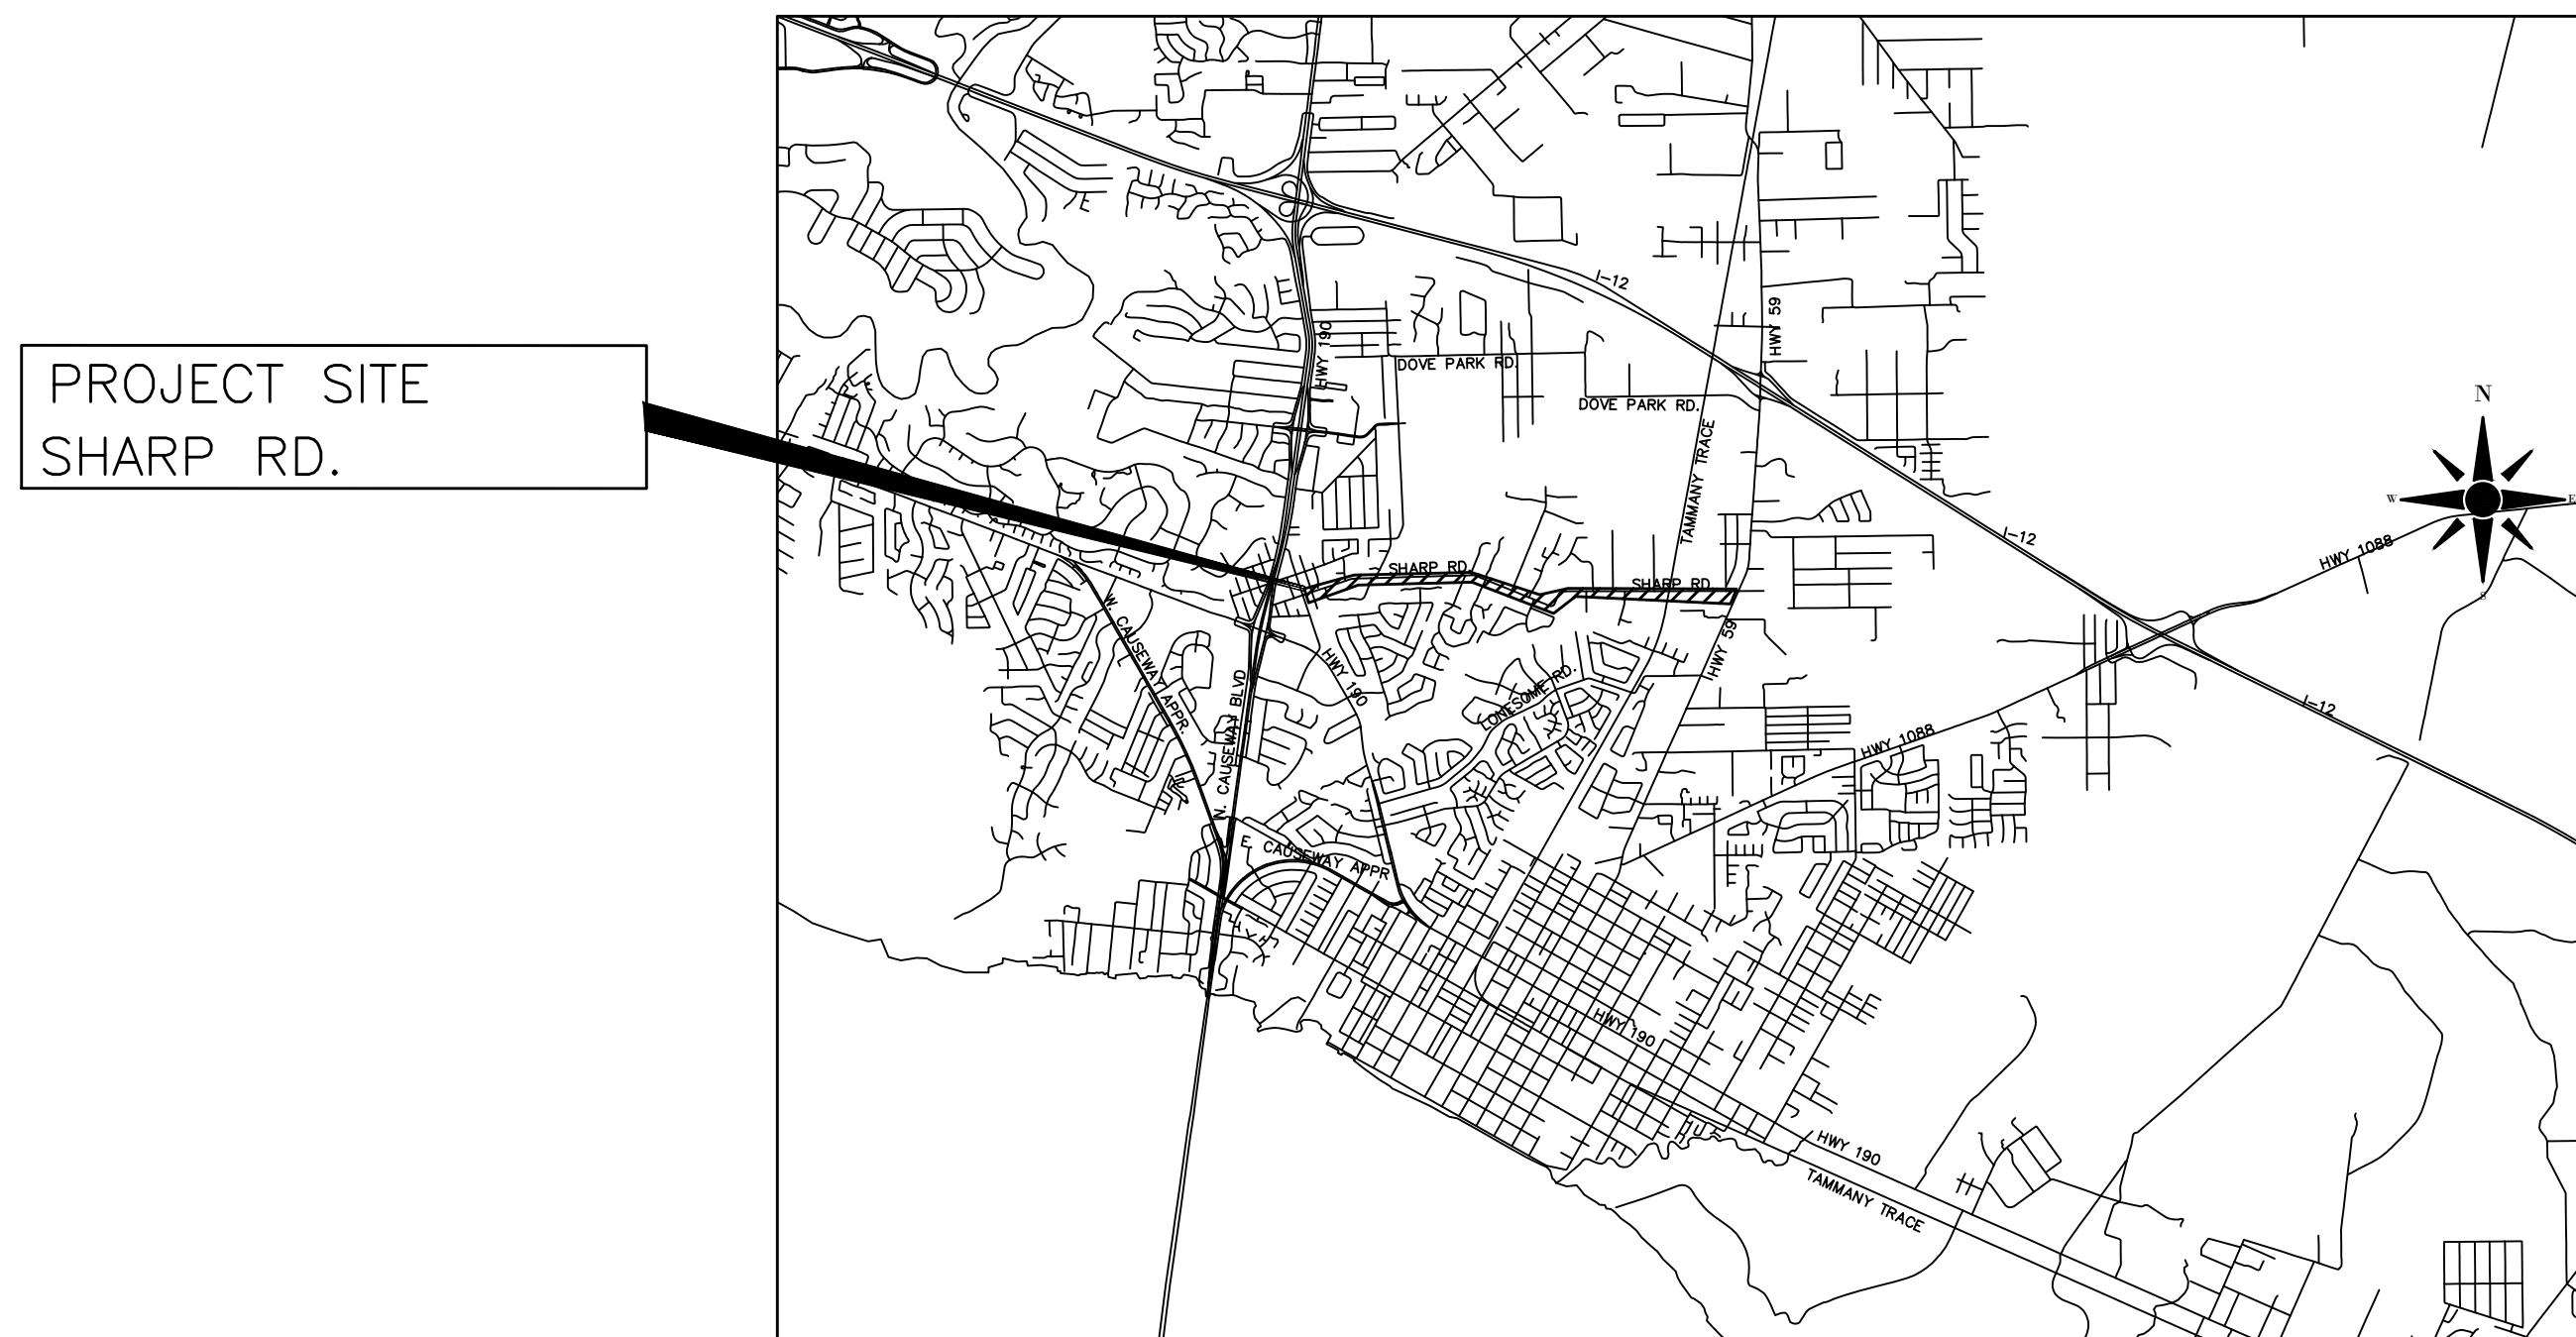 PROJECT SITE
SHARP RD.
I-12
HWY 59
HWY 190
DOVE PARK RD.
DOVE PARK RD.
N
W
E
S
TAMMANY TRACE
I-12
HWY 1088
SHARP RD.
SHARP RD.
W. CAUSEWAY APPR.
HWY 59
HWY 190
LONESOME RD.
N. CAUSEWAY BLVD
I-12
HWY 1088
E. CAUSEWAY APPR
HWY 190
HWY 190
TAMMANY TRACE